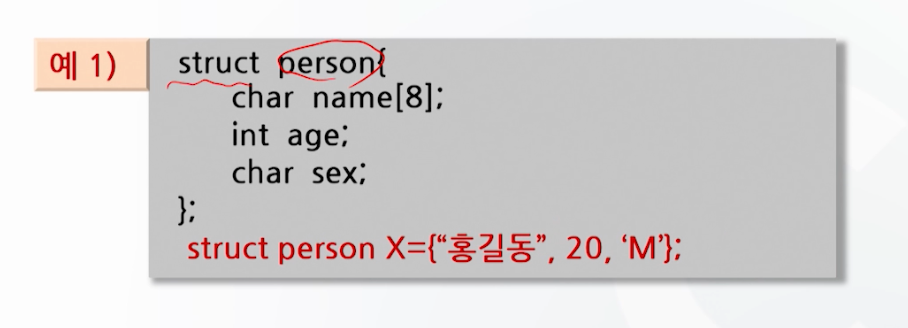 예 1)
struct person{
char name[8];
int age;
char sex;
};
struct person X={“홍길동”, 20, ‘M’};